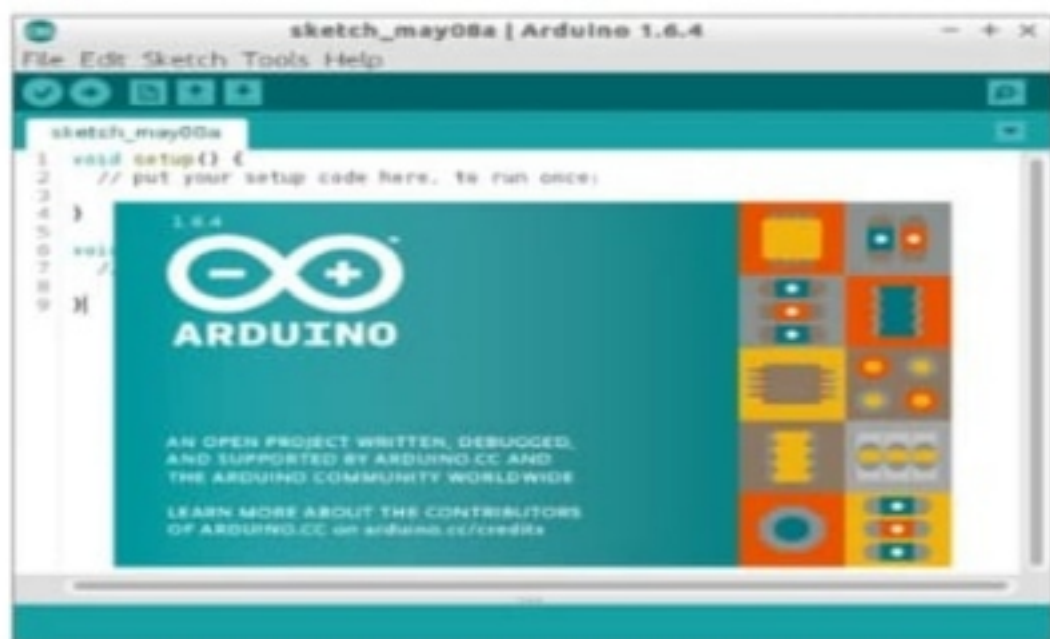 sketch_may08a | Arduino 1.6.4
File Edit Sketch Tools Help
sketch_may08a
1 void setup() {
2 // put your setup code here, to run once:
3
4 }
5
6 voi
7 //
8
9 }
1.6.4
ARDUINO
AN OPEN PROJECT WRITTEN, DEBUGGED,
AND SUPPORTED BY ARDUINO.CC AND
THE ARDUINO COMMUNITY WORLDWIDE
LEARN MORE ABOUT THE CONTRIBUTORS
OF ARDUINO.CC on arduino.cc/credits